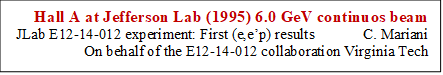 Hall A at Jefferson Lab (1995) 6.0 GeV continuos beam
JLab E12-14-012 experiment: First (e,e'p) results C. Mariani
On behalf of the E12-14-012 collaboration Virginia Tech